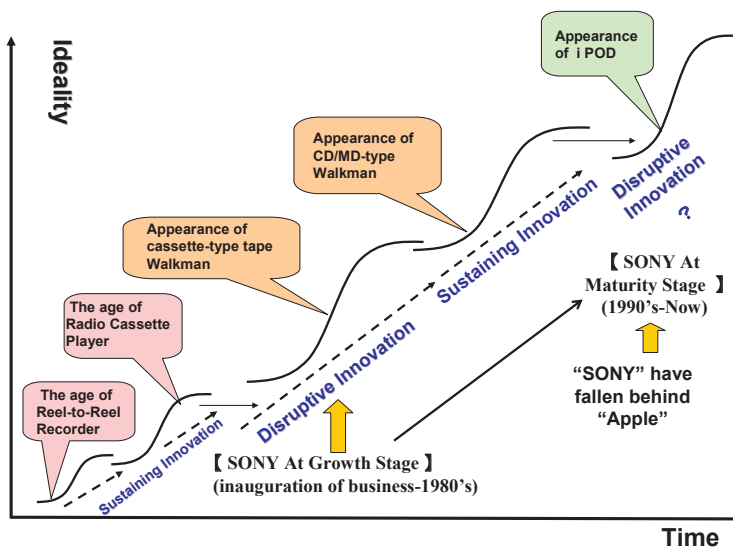 Ideality
Appearance
of i POD
Appearance of
CD/MD-type
Walkman
Appearance of
cassette-type tape
Walkman
The age of
Radio Cassette
Player
The age of
Reel-to-Reel
Recorder
Sustaining Innovation
Disruptive Innovation
Sustaining Innovation
Disruptive
Innovation
?
【 SONY At
Maturity Stage 】
(1990's-Now)
“SONY” have
fallen behind
“Apple”
【 SONY At Growth Stage 】
(inauguration of business-1980's)
Time